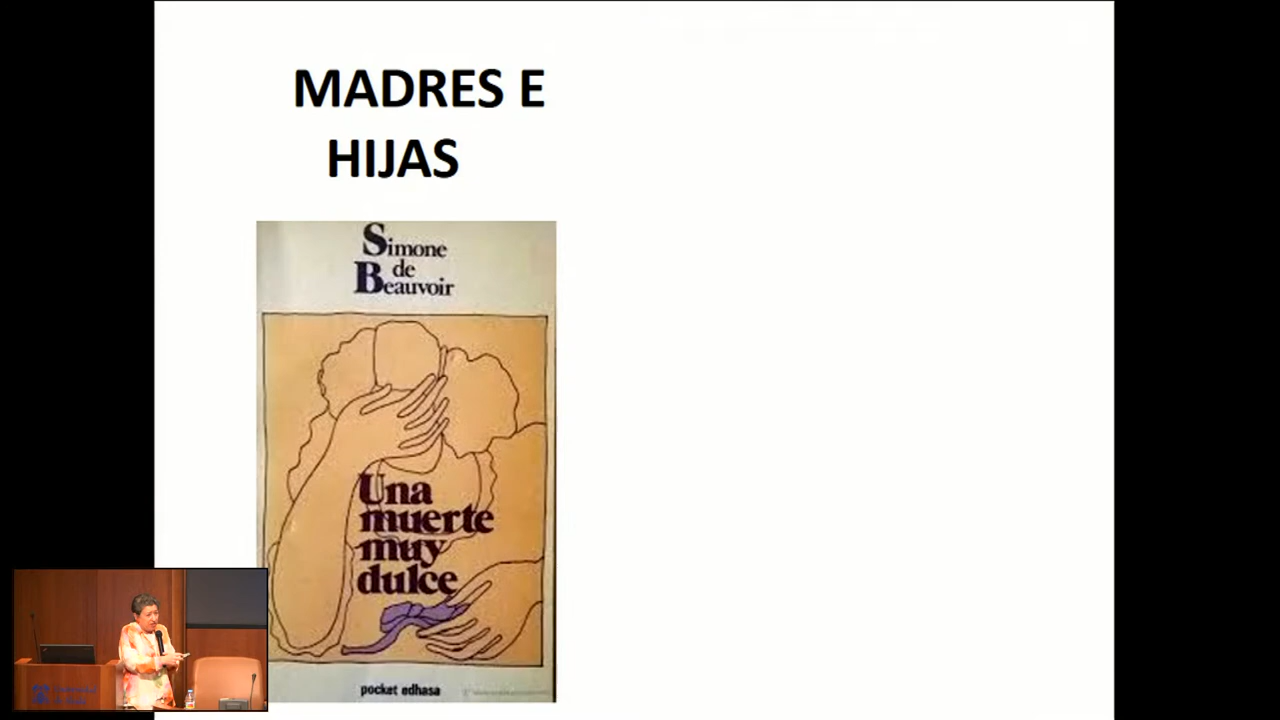 MADRES E
HIJAS
Simone
de
Beauvoir
Una
muerte
muy
dulce
pocket edhasa